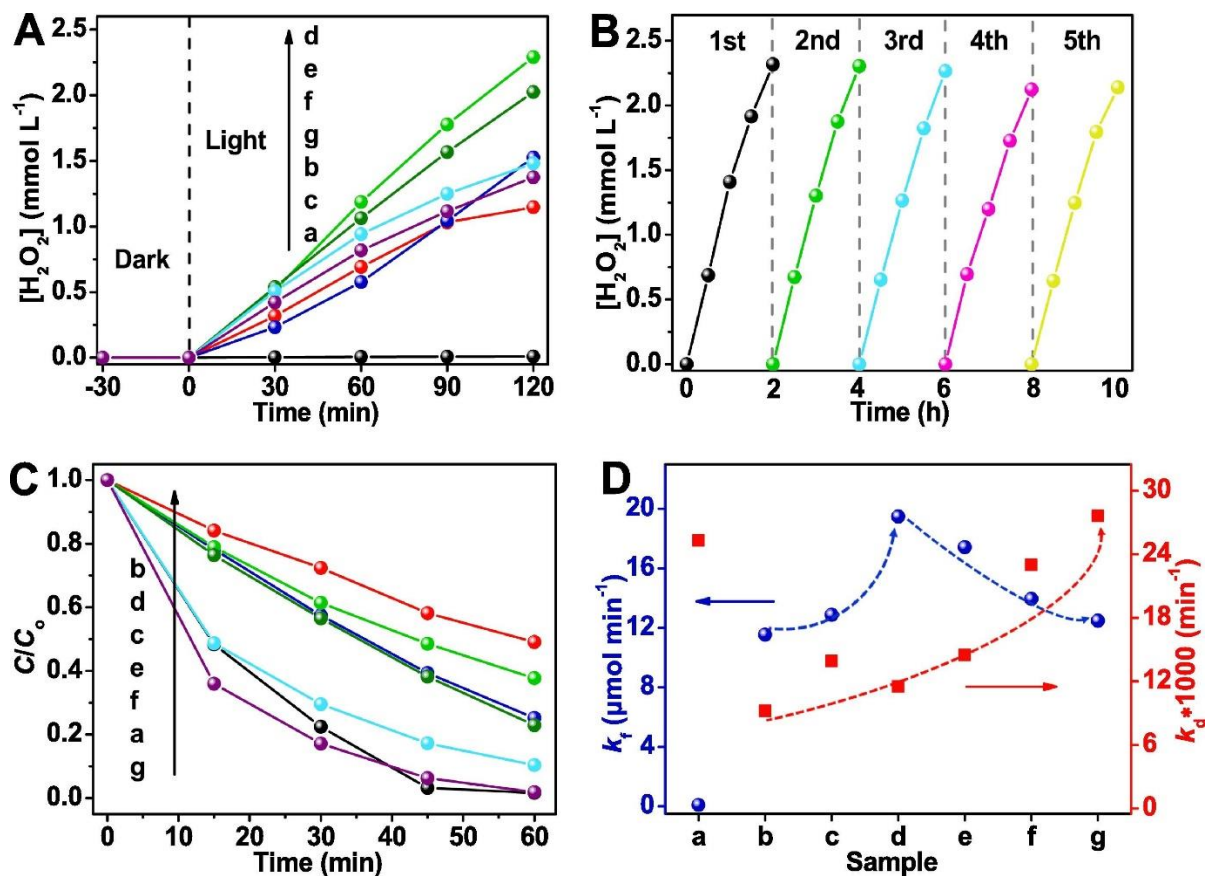 A
[H₂O₂] (mmol L⁻¹)
2.5
2.0
1.5
1.0
0.5
0.0
Dark
Light
d
e
f
g
b
c
a
-30
0
30
60
90
120
Time (min)
B
[H₂O₂] (mmol L⁻¹)
2.5
2.0
1.5
1.0
0.5
0.0
1st
2nd
3rd
4th
5th
0
2
4
6
8
10
Time (h)
C
C/Cₒ
1.0
0.8
0.6
0.4
0.2
0.0
b
d
c
e
f
a
g
0
10
20
30
40
50
60
Time (min)
D
k_f (μmol min⁻¹)
20
16
12
8
4
0
30
24
18
12
6
0
k_d*1000 (min⁻¹)
a
b
c
d
e
f
g
Sample